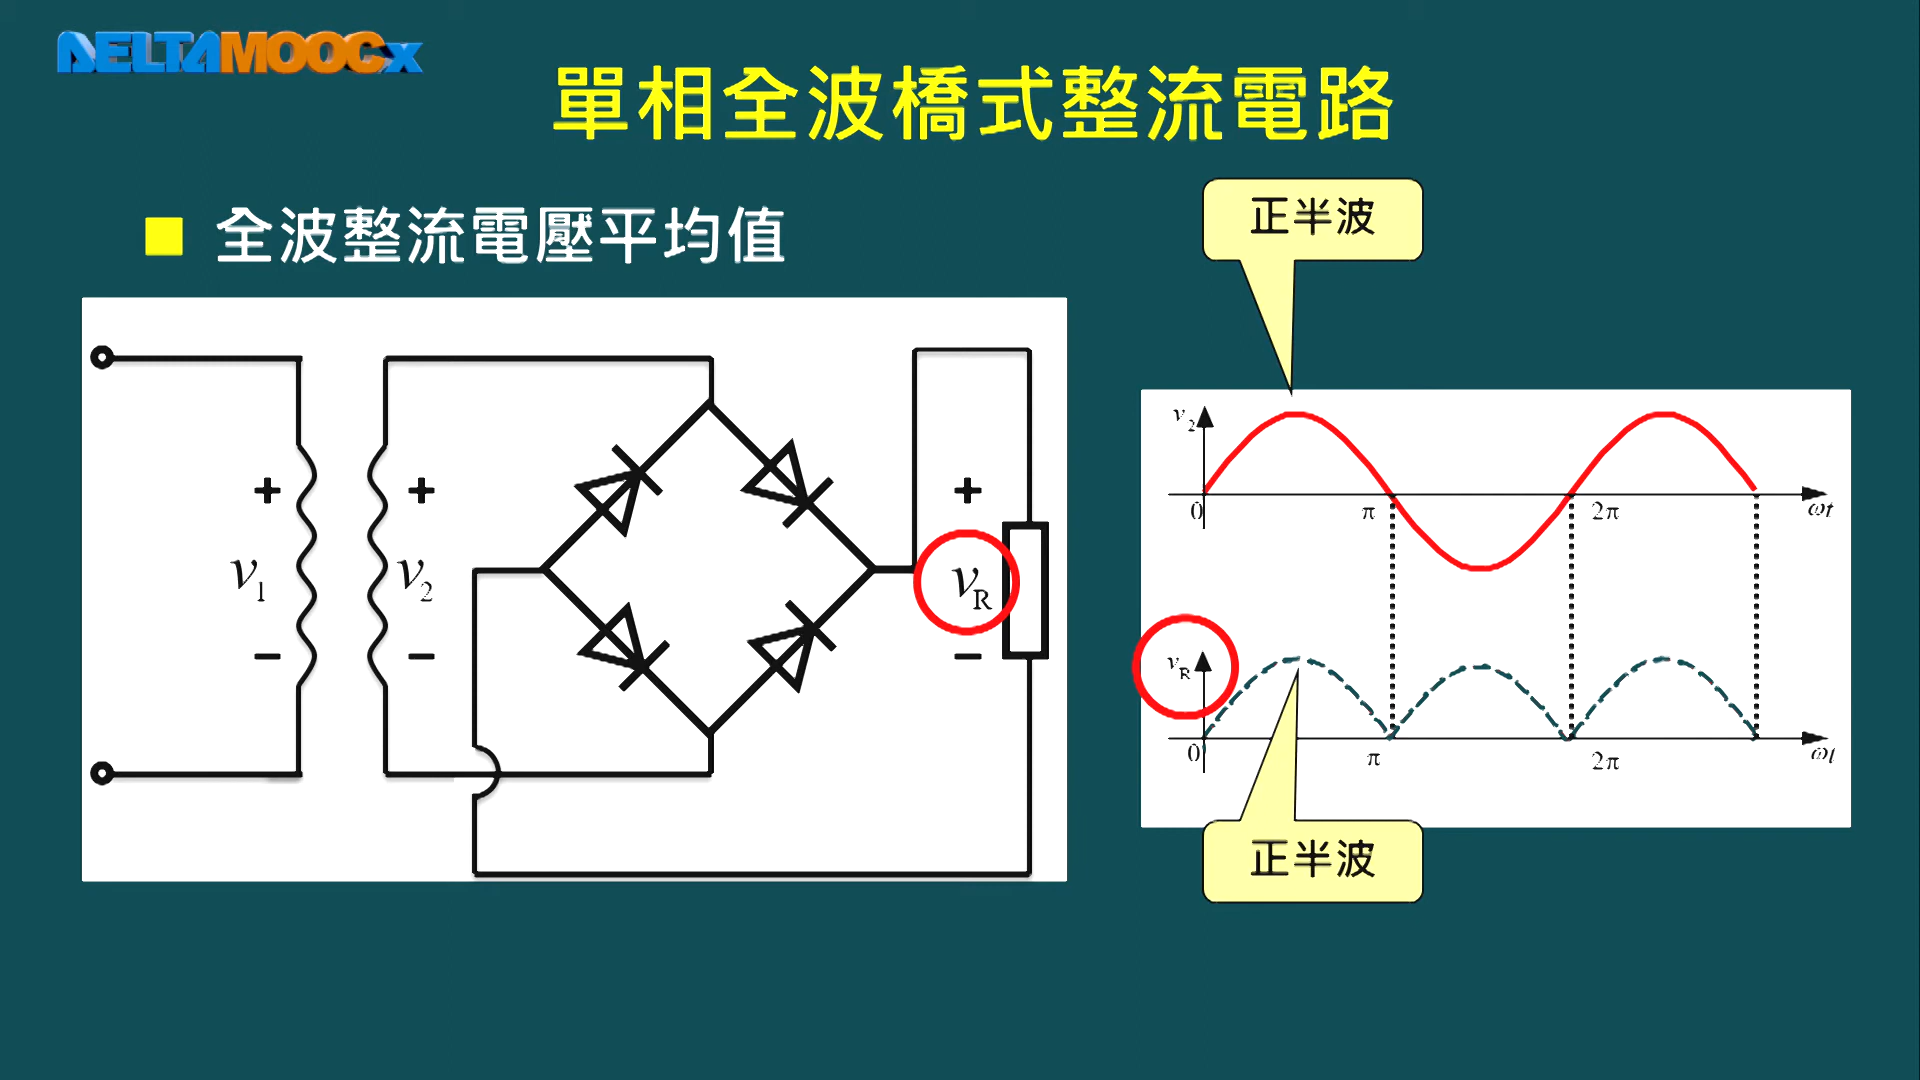 DELTAMOOCx
單相全波橋式整流電路
全波整流電壓平均值
正半波
+
+
+
v1
v2
vR
−
−
−
v2
0
π
2π
ωt
vR
0
π
2π
ωt
正半波